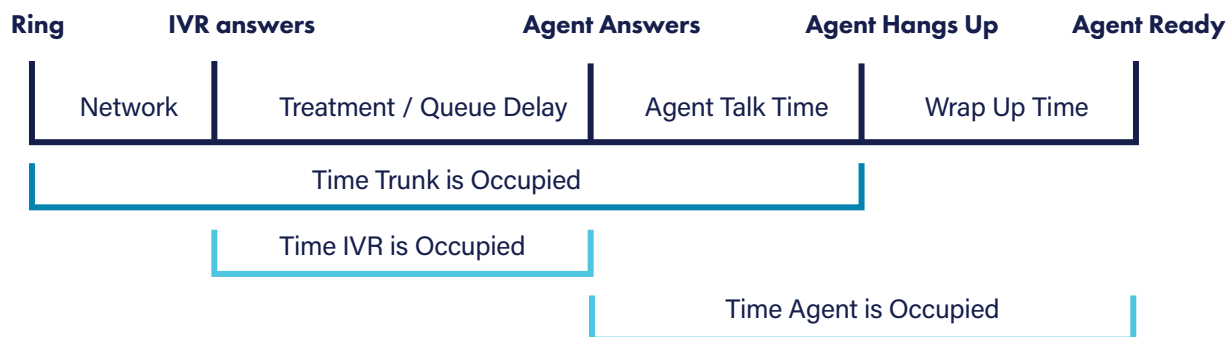 Ring IVR answers Agent Answers Agent Hangs Up Agent Ready
Network Treatment / Queue Delay Agent Talk Time Wrap Up Time
Time Trunk is Occupied
Time IVR is Occupied
Time Agent is Occupied